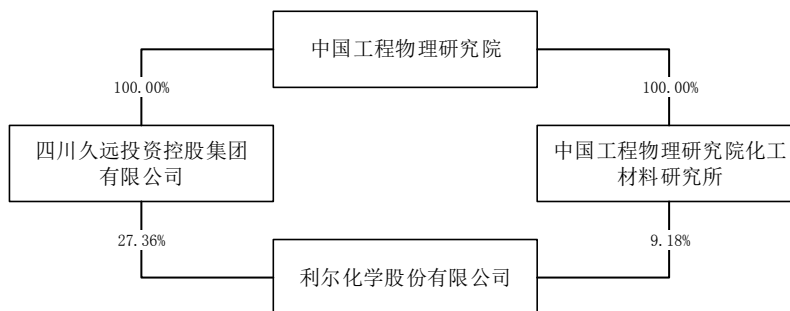 中国工程物理研究院
100.00%
100.00%
四川久远投资控股集团
有限公司
中国工程物理研究院化工
材料研究所
27.36%
9.18%
利尔化学股份有限公司